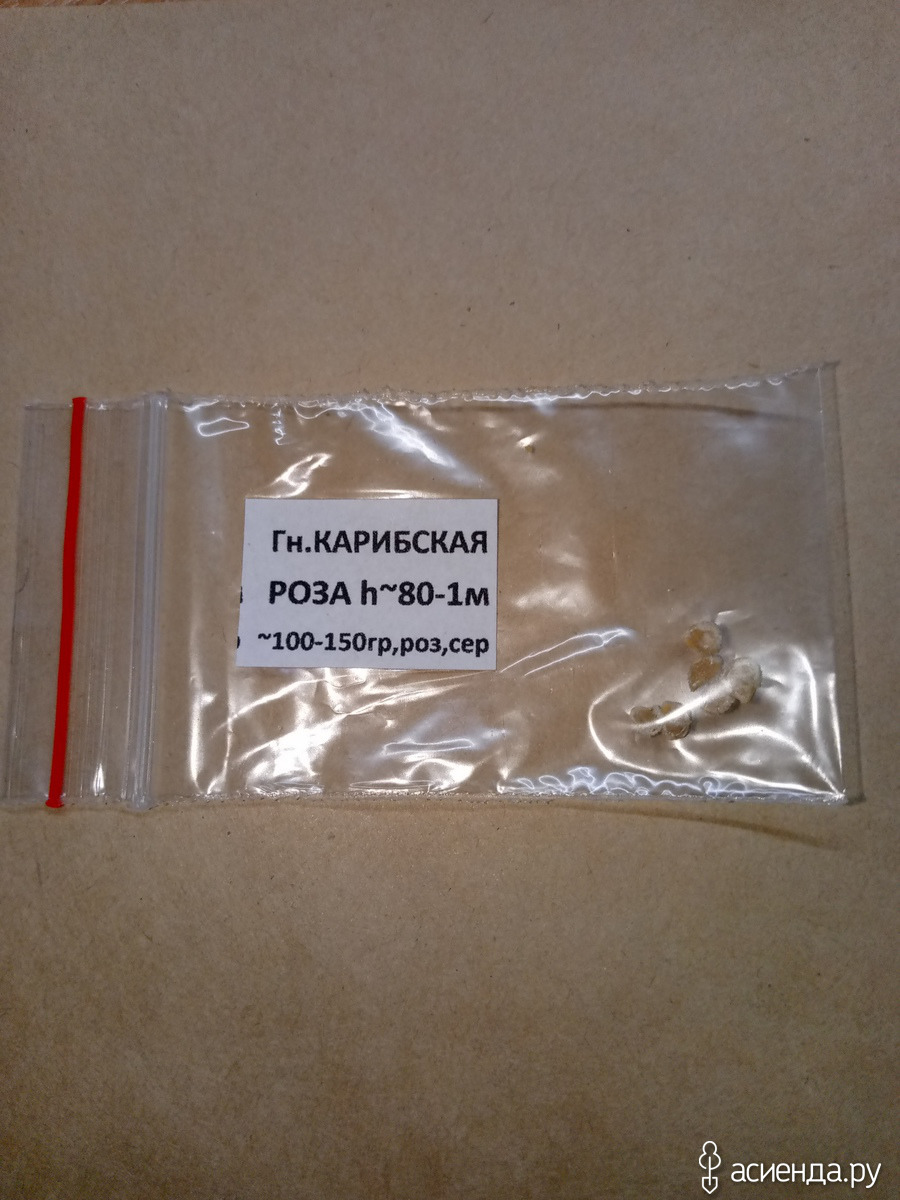 Гн.КАРИБСКАЯ
РОЗА h~80-1м
~100-150гр,роз,сер
асиенда.ру